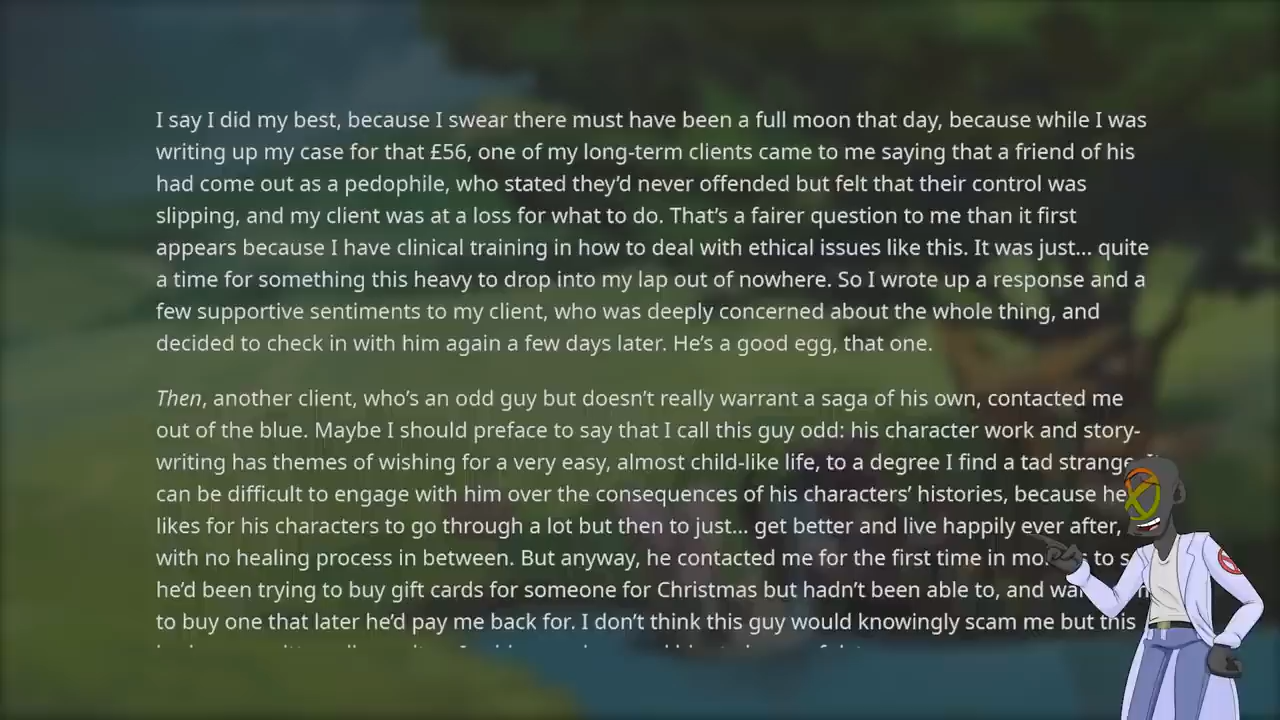 I say I did my best, because I swear there must have been a full moon that day, because while I was
writing up my case for that £56, one of my long-term clients came to me saying that a friend of his
had come out as a pedophile, who stated they’d never offended but felt that their control was
slipping, and my client was at a loss for what to do. That’s a fairer question to me than it first
appears because I have clinical training in how to deal with ethical issues like this. It was just... quite
a time for something this heavy to drop into my lap out of nowhere. So I wrote up a response and a
few supportive sentiments to my client, who was deeply concerned about the whole thing, and
decided to check in with him again a few days later. He’s a good egg, that one.
Then, another client, who’s an odd guy but doesn’t really warrant a saga of his own, contacted me
out of the blue. Maybe I should preface to say that I call this guy odd: his character work and story-
writing has themes of wishing for a very easy, almost child-like life, to a degree I find a tad strange.
can be difficult to engage with him over the consequences of his characters’ histories, because he
likes for his characters to go through a lot but then to just... get better and live happily ever after,
with no healing process in between. But anyway, he contacted me for the first time in to
he’d been trying to buy gift cards for someone for Christmas but hadn’t been able to, and
to buy one that later he’d pay me back for. I don’t think this guy would knowingly scam me but this